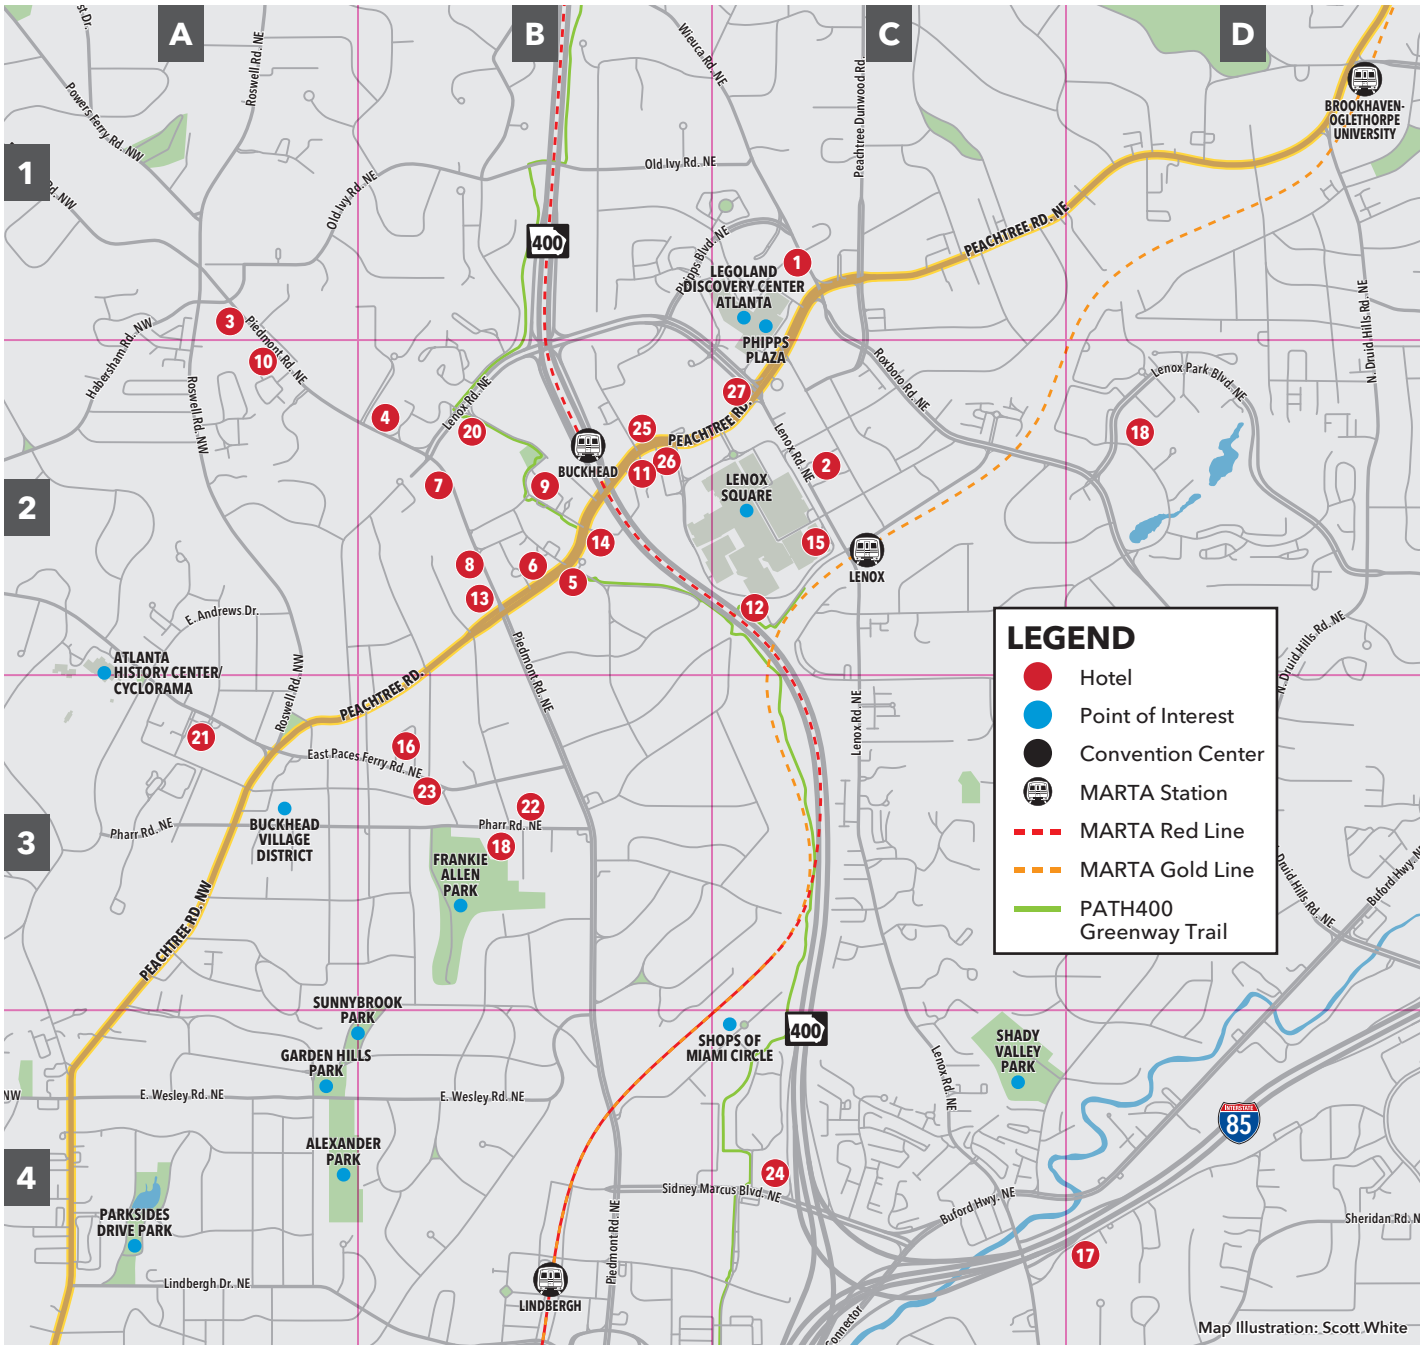 A
B
C
D
1
2
3
4
st Dr.
Roswell Rd. NE
Powers Ferry Rd. NW
Rd. NW
Old Ivy Rd. NE
Old Ivy Rd. NE
Wieuca Rd. NE
Peachtree Dunwood Rd.
BROOKHAVEN-
OGLETHORPE
UNIVERSITY
PEACHTREE RD. NE
400
Phipps Blvd. NE
1
LEGOLAND
DISCOVERY CENTER
ATLANTA
PHIPPS
PLAZA
3
Piedmont Rd. NE
10
Habersham Rd. NW
Roswell Rd. NW
4
Lenox Rd. NE
20
7
9
BUCKHEAD
25
PEACHTREE RD.
26
11
27
Lenox Rd. NE
2
LENOX
SQUARE
15
LENOX
Roxboro Rd. NE
Lenox Park Blvd. NE
18
N. Druid Hills Rd. NE
14
8
6
5
13
12
E. Andrews Dr.
ATLANTA
HISTORY CENTER/
CYCLORAMA
Roswell Rd. NW
PEACHTREE RD.
Piedmont Rd. NE
21
16
East Paces Ferry Rd. NE
23
22
Pharr Rd. NE
Pharr Rd. NE
18
BUCKHEAD
VILLAGE
DISTRICT
FRANKIE
ALLEN
PARK
PEACHTREE RD. NW
Lenox Rd. NE
LEGEND
Hotel
Point of Interest
Convention Center
MARTA Station
MARTA Red Line
MARTA Gold Line
PATH400
Greenway Trail
N. Druid Hills Rd. NE
Druid Hills Rd. NE
Buford Hwy. N
SUNNYBROOK
PARK
GARDEN HILLS
PARK
NW
E. Wesley Rd. NE
E. Wesley Rd. NE
ALEXANDER
PARK
PARKSIDES
DRIVE PARK
Lindbergh Dr. NE
LINDBERGH
Piedmont Rd. NE
SHOPS OF
MIAMI CIRCLE
400
24
Sidney Marcus Blvd. NE
Lenox Rd. NE
SHADY
VALLEY
PARK
INTERSTATE
85
Buford Hwy. NE
17
Sheridan Rd. N
Connector
Map Illustration: Scott White